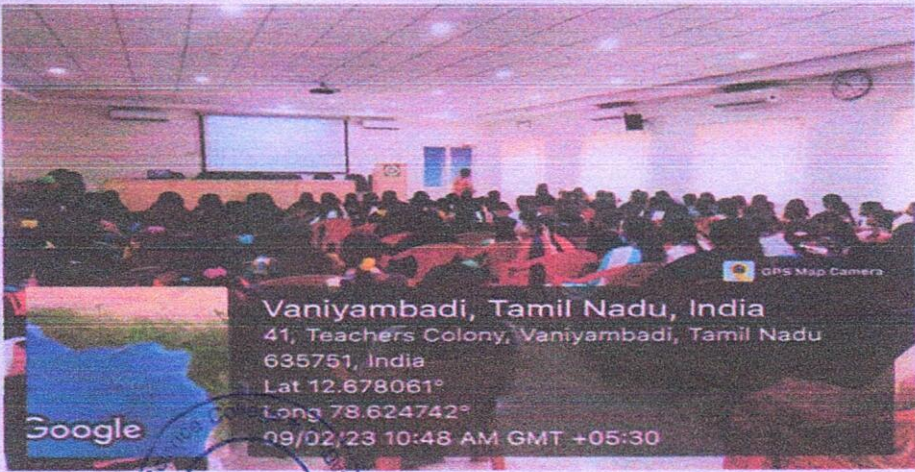 GPS Map Camera
Vaniyambadi, Tamil Nadu, India
41, Teachers Colony, Vaniyambadi, Tamil Nadu
635751, India
Lat 12.678061°
Long 78.624742°
09/02/23 10:48 AM GMT +05:30
Google